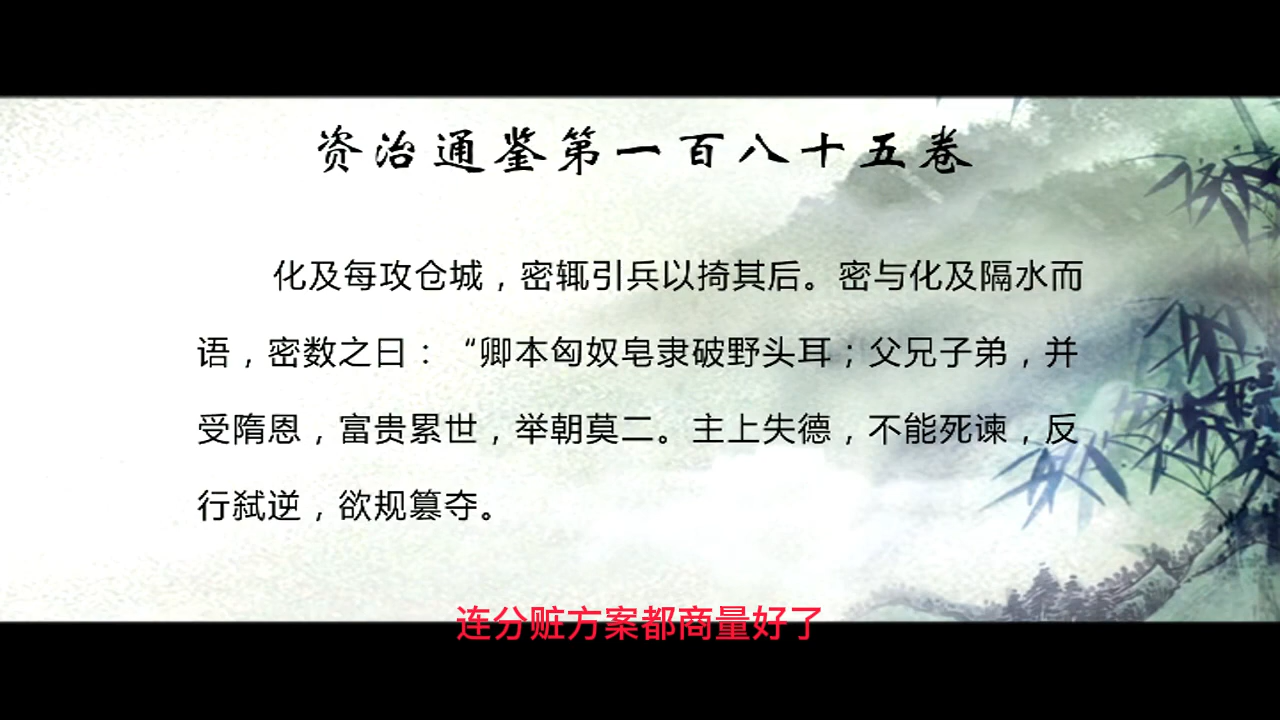 资治通鉴第一百八十五卷
化及每攻仓城，密辄引兵以掎其后。密与化及隔水而
语，密数之曰：“卿本匈奴皂隶破野头耳；父兄子弟，并
受隋恩，富贵累世，举朝莫二。主上失德，不能死谏，反
行弑逆，欲规篡夺。
连分赃方案都商量好了